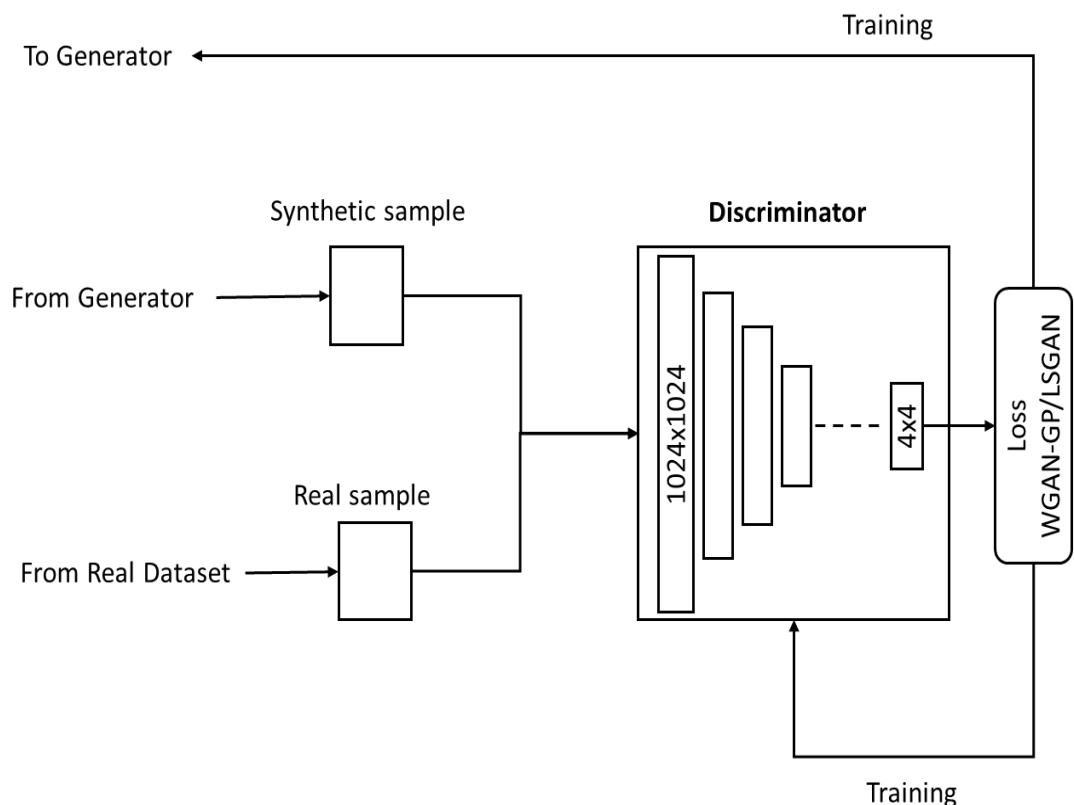 Training
To Generator
Synthetic sample
Discriminator
From Generator
1024x1024
4x4
Loss
WGAN-GP/LSGAN
Real sample
From Real Dataset
Training